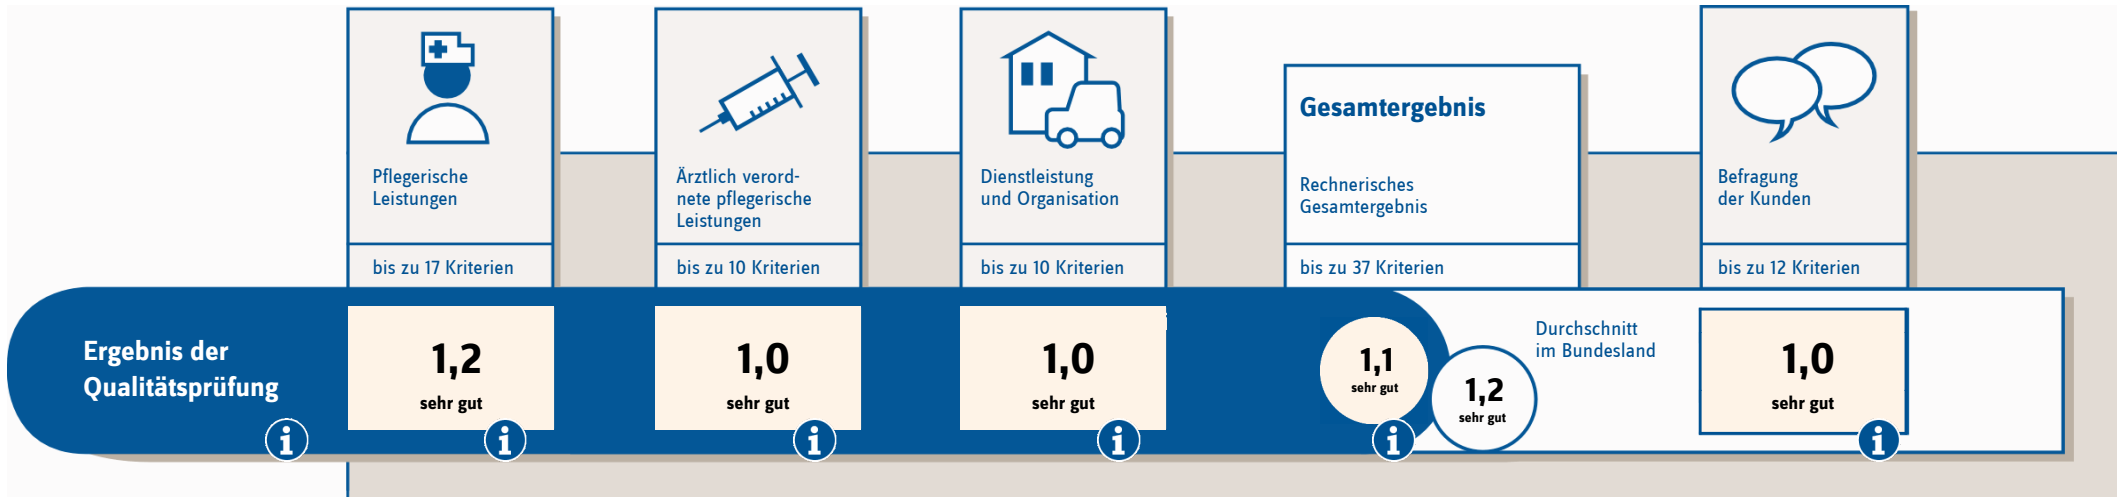 Pflegerische
Leistungen
bis zu 17 Kriterien
Ärztlich verord-
nete pflegerische
Leistungen
bis zu 10 Kriterien
Dienstleistung
und Organisation
bis zu 10 Kriterien
Gesamtergebnis
Rechnerisches
Gesamtergebnis
bis zu 37 Kriterien
Befragung
der Kunden
bis zu 12 Kriterien
Ergebnis der
Qualitätsprüfung
i
1,2
sehr gut
i
1,0
sehr gut
i
1,0
sehr gut
i
1,1
sehr gut
i
1,2
sehr gut
Durchschnitt
im Bundesland
1,0
sehr gut
i